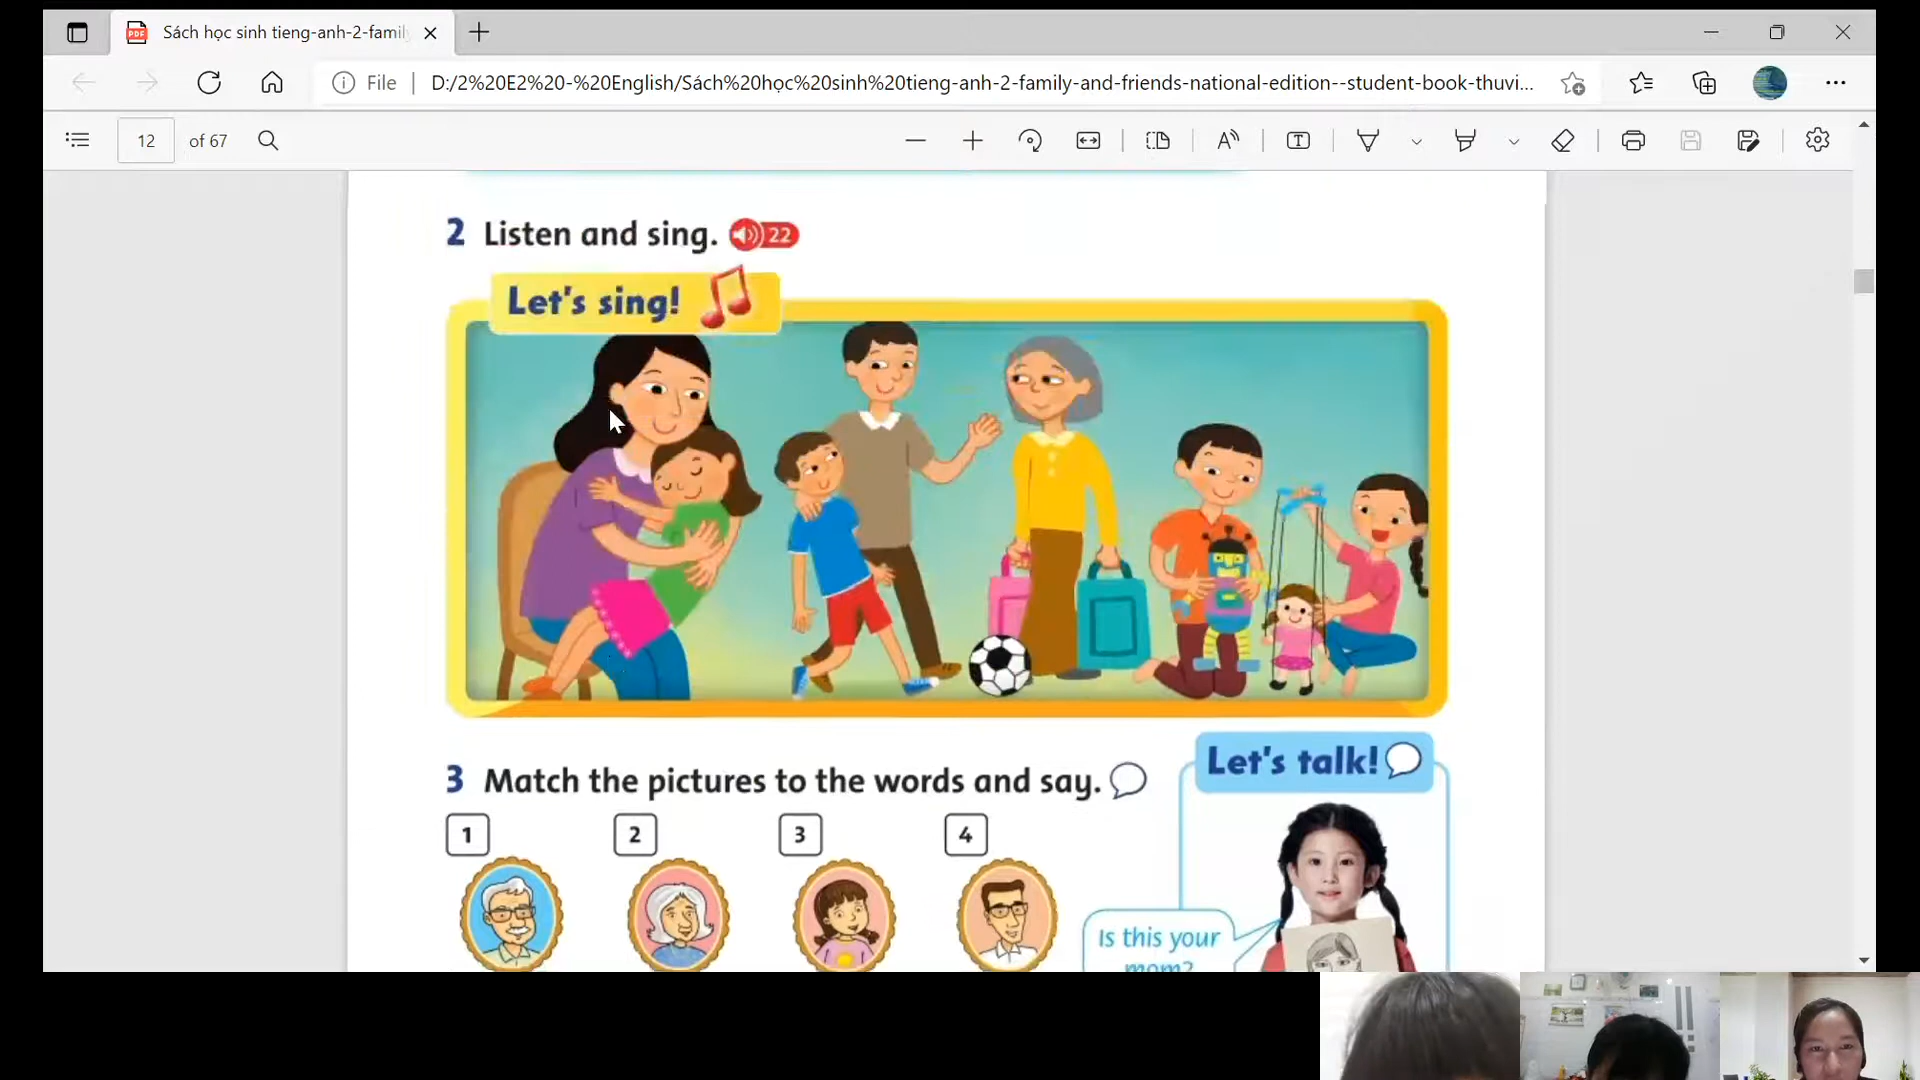 Sách học sinh tieng-anh-2-famil
File
D:/2%20E2%20-%20English/Sách%20học%20sinh%20tieng-anh-2-family-and-friends-national-edition--student-book-thuvi...
12 of 67
2 Listen and sing. 22
Let's sing!
3 Match the pictures to the words and say.
Let's talk!
1 2 3 4
Is this your
mom?